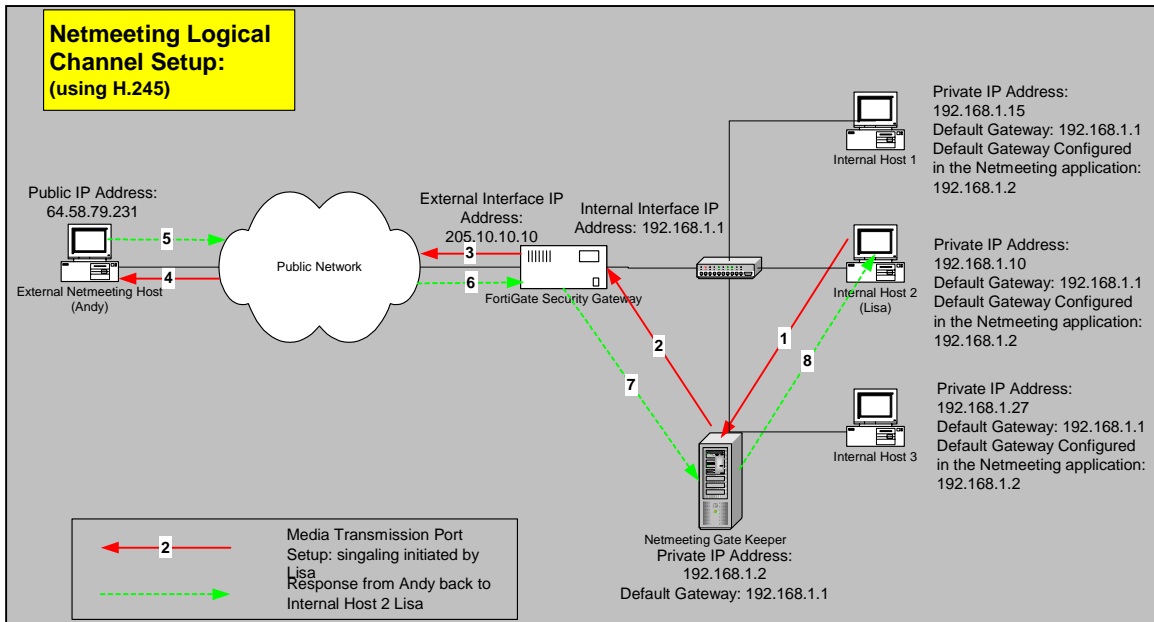 Netmeeting Logical
Channel Setup:
(using H.245)
Private IP Address:
192.168.1.15
Default Gateway: 192.168.1.1
Default Gateway Configured
in the Netmeeting application:
192.168.1.2
Internal Host 1
Public IP Address:
64.58.79.231
5
4
External Netmeeting Host
(Andy)
Public Network
External Interface IP
Address:
205.10.10.10
3
6
FortiGate Security Gateway
Internal Interface IP
Address: 192.168.1.1
Internal Host 2
(Lisa)
Private IP Address:
192.168.1.10
Default Gateway: 192.168.1.1
Default Gateway Configured
in the Netmeeting application:
192.168.1.2
1
2
7
8
Internal Host 3
Private IP Address:
192.168.1.27
Default Gateway: 192.168.1.1
Default Gateway Configured
in the Netmeeting application:
192.168.1.2
Netmeeting Gate Keeper
Private IP Address:
192.168.1.2
Default Gateway: 192.168.1.1
2
Media Transmission Port
Setup: singaling initiated by
Lisa
Response from Andy back to
Internal Host 2 Lisa